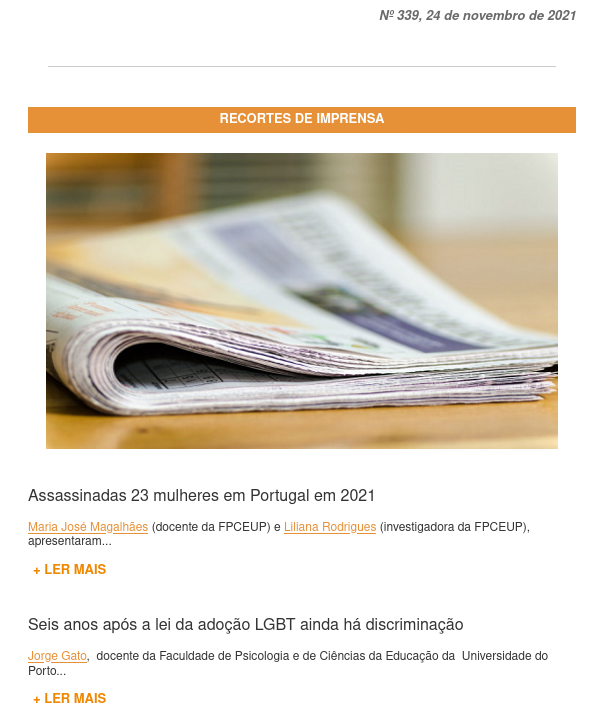 Nº 339, 24 de novembro de 2021
RECORTES DE IMPRENSA
Assassinadas 23 mulheres em Portugal em 2021
Maria José Magalhães (docente da FPCEUP) e Liliana Rodrigues (investigadora da FPCEUP),
apresentaram...
+ LER MAIS
Seis anos após a lei da adoção LGBT ainda há discriminação
Jorge Gato,  docente da Faculdade de Psicologia e de Ciências da Educação da  Universidade do
Porto...
+ LER MAIS